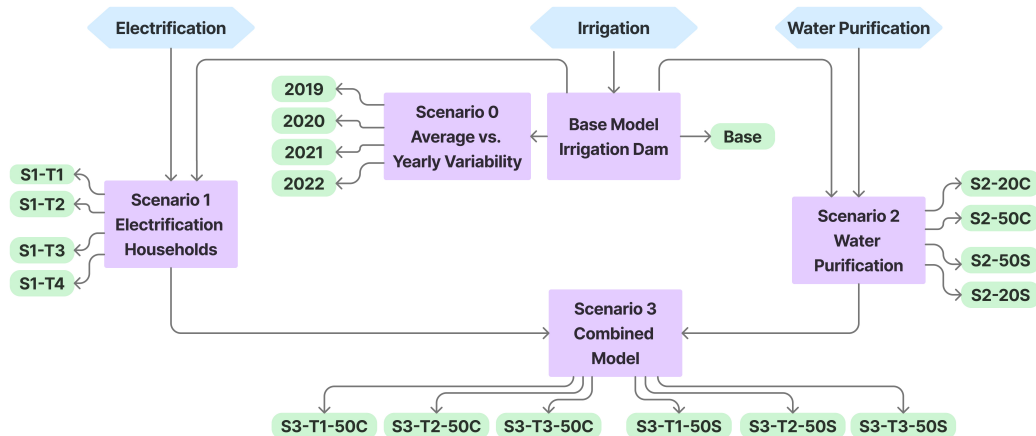 Electrification
Irrigation
Water Purification
2019
2020
2021
2022
Scenario 0
Average vs.
Yearly Variability
Base Model
Irrigation Dam
Base
S1-T1
S1-T2
S1-T3
S1-T4
Scenario 1
Electrification
Households
Scenario 2
Water
Purification
S2-20C
S2-50C
S2-50S
S2-20S
Scenario 3
Combined
Model
S3-T1-50C
S3-T2-50C
S3-T3-50C
S3-T1-50S
S3-T2-50S
S3-T3-50S